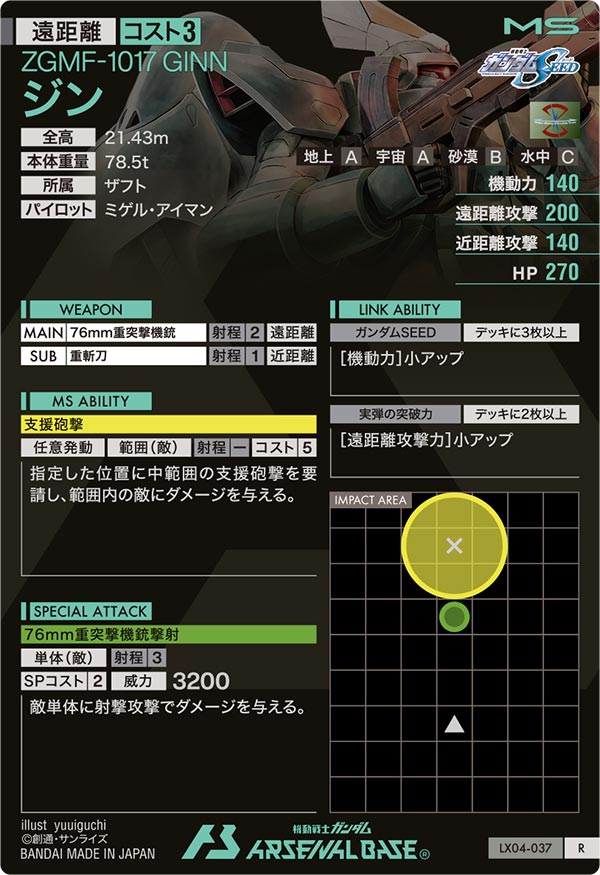 遠距離 コスト3
MS
ZGMF-1017 GINN
ジン
機動戦士
ガンダムSEED
全高 21.43m
本体重量 78.5t
所属 ザフト
パイロット ミゲル・アイマン
地上 A 宇宙 A 砂漠 B 水中 C
機動力 140
遠距離攻撃 200
近距離攻撃 140
HP 270
WEAPON
MAIN 76mm重突撃機銃 射程 2 遠距離
SUB 重斬刀 射程 1 近距離
MS ABILITY
支援砲撃
任意発動 範囲(敵) 射程 ー コスト 5
指定した位置に中範囲の支援砲撃を要
請し、範囲内の敵にダメージを与える。
SPECIAL ATTACK
76mm重突撃機銃撃射
単体(敵) 射程 3
SPコスト 2 威力 3200
敵単体に射撃攻撃でダメージを与える。
LINK ABILITY
ガンダムSEED デッキに3枚以上
[機動力]小アップ
実弾の突破力 デッキに2枚以上
[遠距離攻撃力]小アップ
IMPACT AREA
illust yuuiguchi
©創通・サンライズ
BANDAI MADE IN JAPAN
機動戦士ガンダム
AB ARSENAL BASE®
LX04-037 R